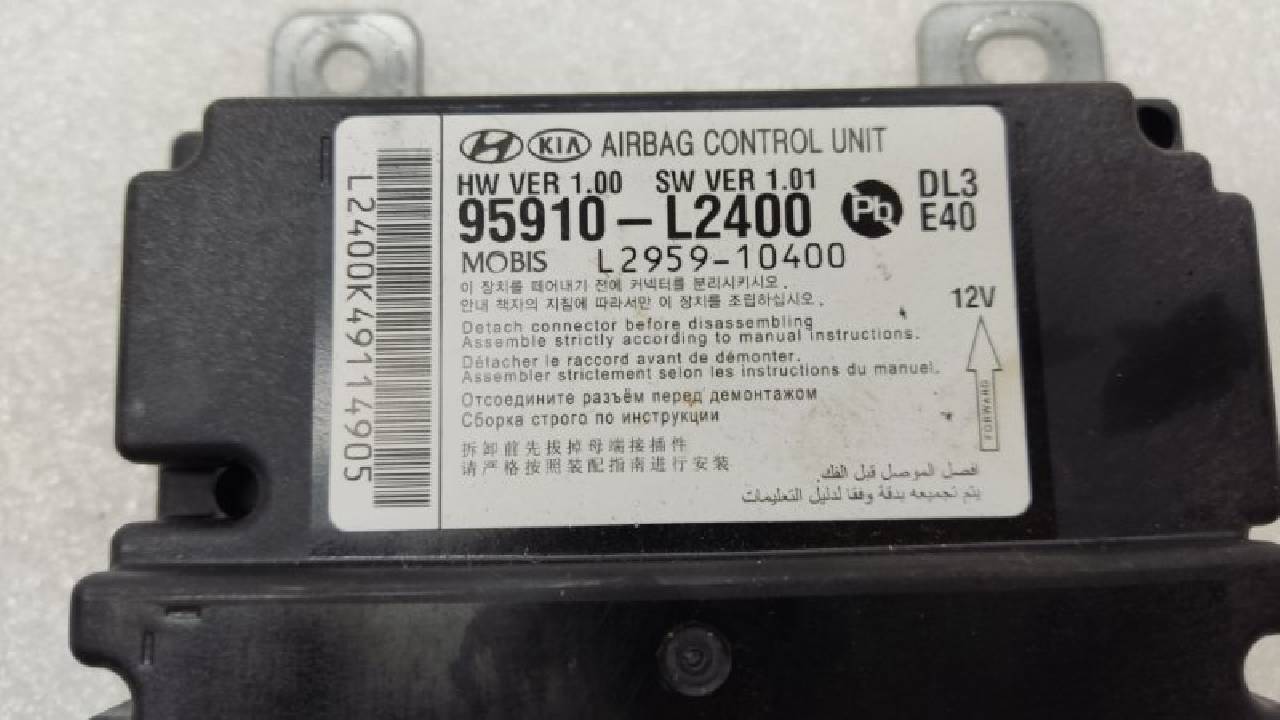 KIA AIRBAG CONTROL UNIT
HW VER 1.00 SW VER 1.01
95910-L2400
Pb
DL3
E40
MOBIS L2959-10400
이 장치를 떼어내기 전에 커넥터를 분리시키시오.
안내 책자의 지침에 따라서만 이 장치를 조립하십시오.
12V
Detach connector before disassembling
Assemble strictly according to manual instructions.
Détacher le raccord avant de démonter.
Assembler strictement selon les instructions du manuel.
FORWARD
Отсоедините разъём перед демонтажом
Сборка строго по инструкции
拆卸前先拔掉母端接插件
请严格按照装配指南进行安装
افصل الموصل قبل الفك.
يتم تجميعه بدقة وفقا لدليل التعليمات
L2400K49114905